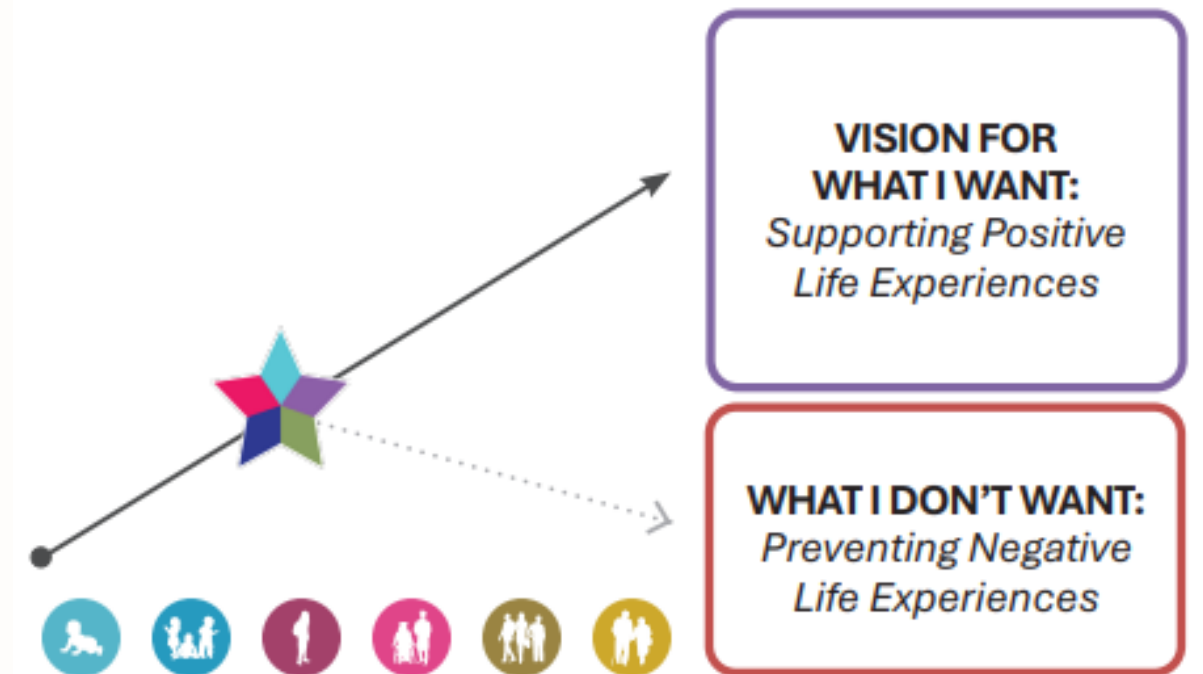 VISION FOR
WHAT I WANT:
Supporting Positive
Life Experiences
WHAT I DON’T WANT:
Preventing Negative
Life Experiences